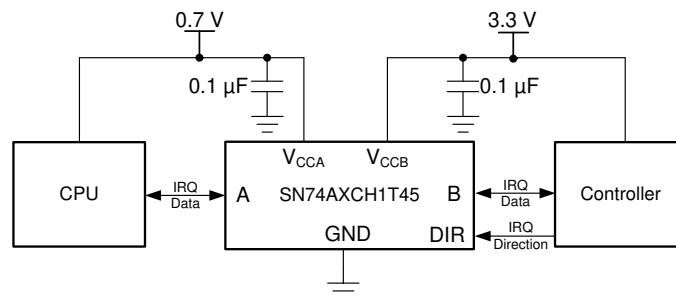 0.7 V
3.3 V
0.1 µF
0.1 µF
V_CCA V_CCB
CPU
IRQ
Data
A SN74AXCH1T45 B
IRQ
Data
Controller
GND DIR
IRQ
Direction